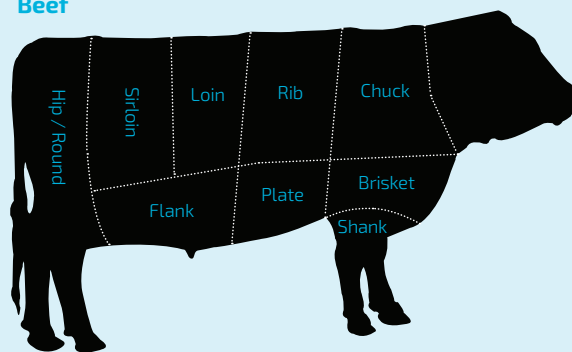 Beef
Hip / Round
Sirloin
Loin
Rib
Chuck
Flank
Plate
Brisket
Shank